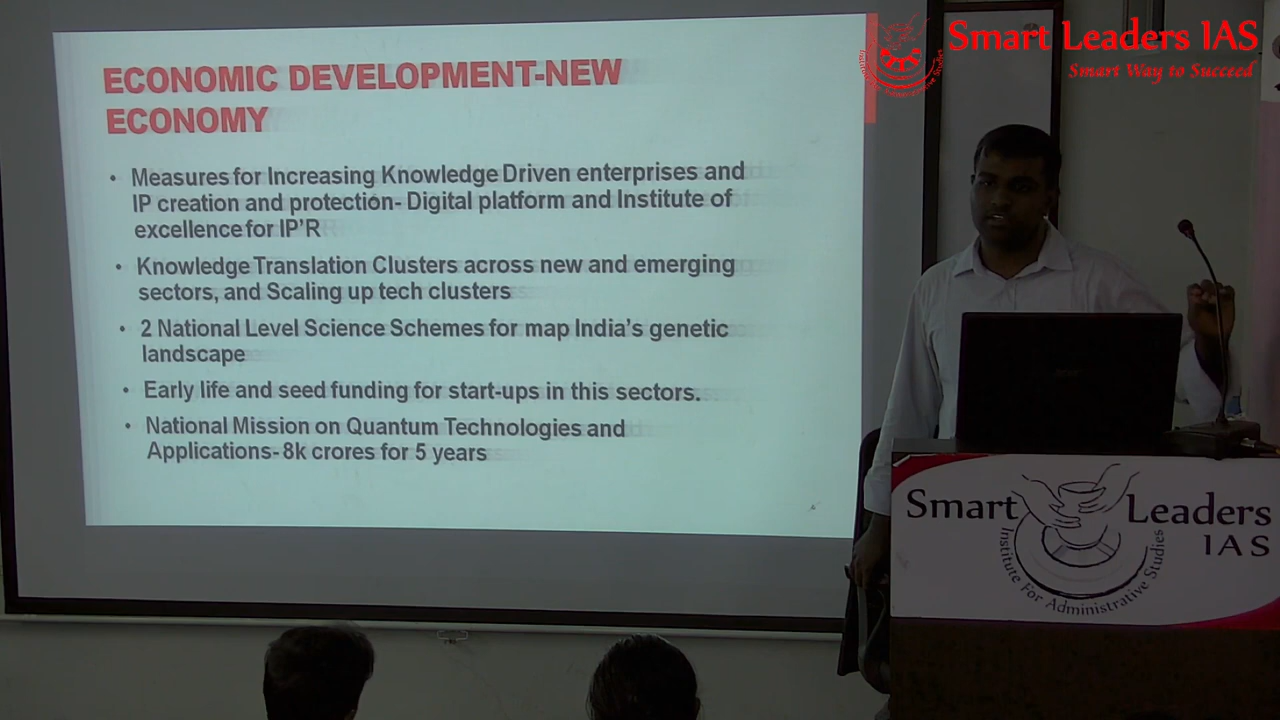 ECONOMIC DEVELOPMENT-NEW
ECONOMY
• Measures for Increasing Knowledge Driven enterprises and
IP creation and protection- Digital platform and Institute of
excellence for IP'R
• Knowledge Translation Clusters across new and emerging
sectors, and Scaling up tech clusters
• 2 National Level Science Schemes for map India's genetic
landscape
• Early life and seed funding for start-ups in this sectors.
• National Mission on Quantum Technologies and
Applications- 8k crores for 5 years
Smart Leaders IAS
Smart Way to Succeed
Institute For Administrative Studies
Smart Leaders
IAS
Institute For Administrative Studies